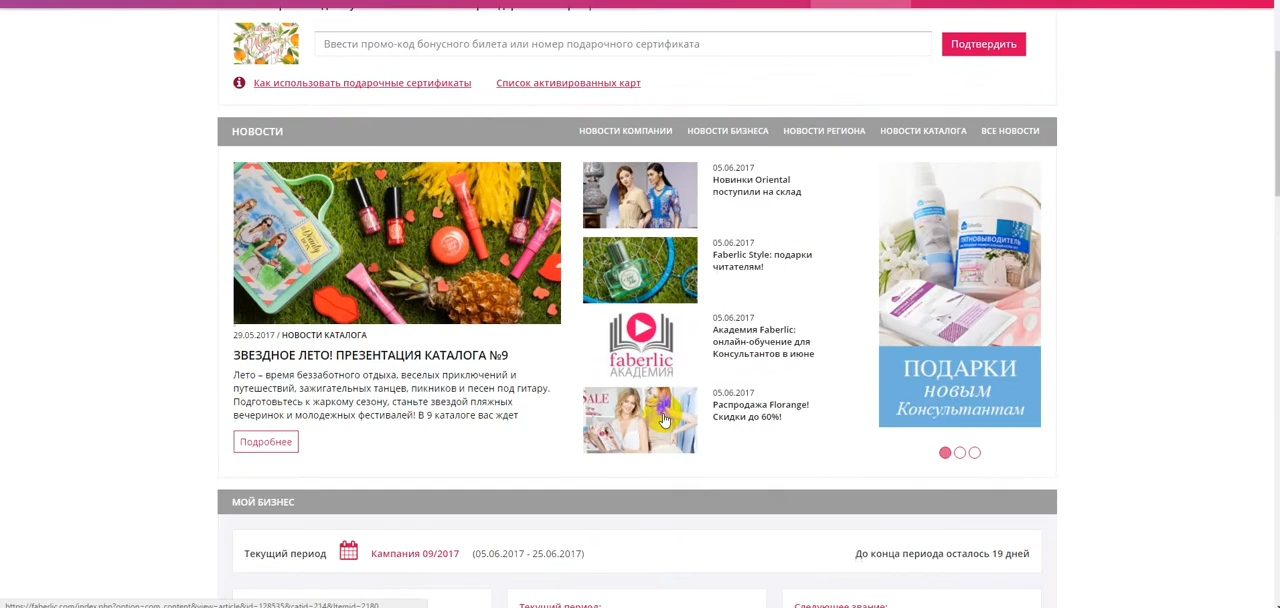 Ввести промо-код бонусного билета или номер подарочного сертификата
Подтвердить
Как использовать подарочные сертификаты
Список активированных карт
НОВОСТИ
НОВОСТИ КОМПАНИИ
НОВОСТИ БИЗНЕСА
НОВОСТИ РЕГИОНА
НОВОСТИ КАТАЛОГА
ВСЕ НОВОСТИ
29.05.2017 / НОВОСТИ КАТАЛОГА
ЗВЕЗДНОЕ ЛЕТО! ПРЕЗЕНТАЦИЯ КАТАЛОГА №9
Лето – время беззаботного отдыха, веселых приключений и
путешествий, зажигательных танцев, пикников и песен под гитару.
Подготовьтесь к жаркому сезону, станьте звездой пляжных
вечеринок и молодежных фестивалей! В 9 каталоге вас ждет
Подробнее
05.06.2017
Новинки Oriental
поступили на склад
05.06.2017
Faberlic Style: подарки
читателям!
faberlic
АКАДЕМИЯ
05.06.2017
Академия Faberlic:
онлайн-обучение для
Консультантов в июне
SALE
05.06.2017
Распродажа Florange!
Скидки до 60%!
ПЯТНОВЫВОДИТЕЛЬ
ПОДАРКИ
новым
Консультантам
МОЙ БИЗНЕС
Текущий период
Кампания 09/2017
(05.06.2017 - 25.06.2017)
До конца периода осталось 19 дней
Текущий период:
Следующее звание: